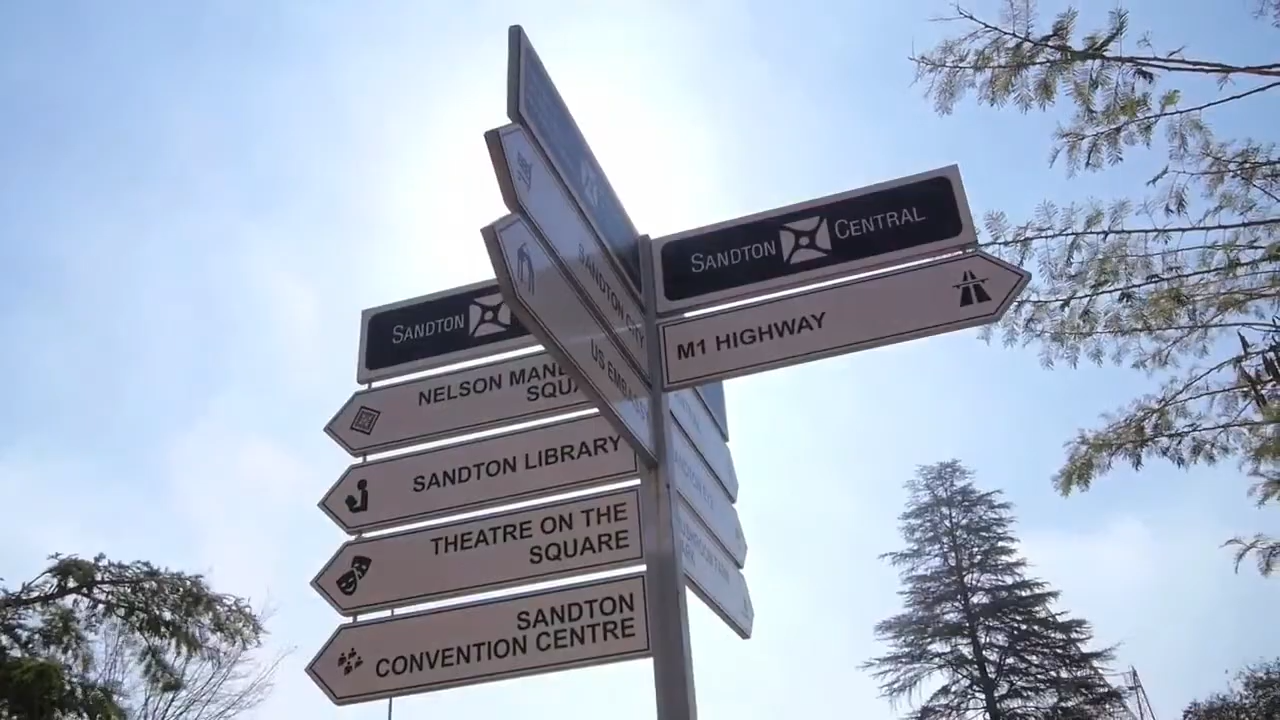 SANDTON CENTRAL
M1 HIGHWAY
SANDTON CITY
US EMBASSY
SANDTON
NELSON MAN
SQU
SANDTON LIBRARY
THEATRE ON THE
SQUARE
SANDTON
CONVENTION CENTRE